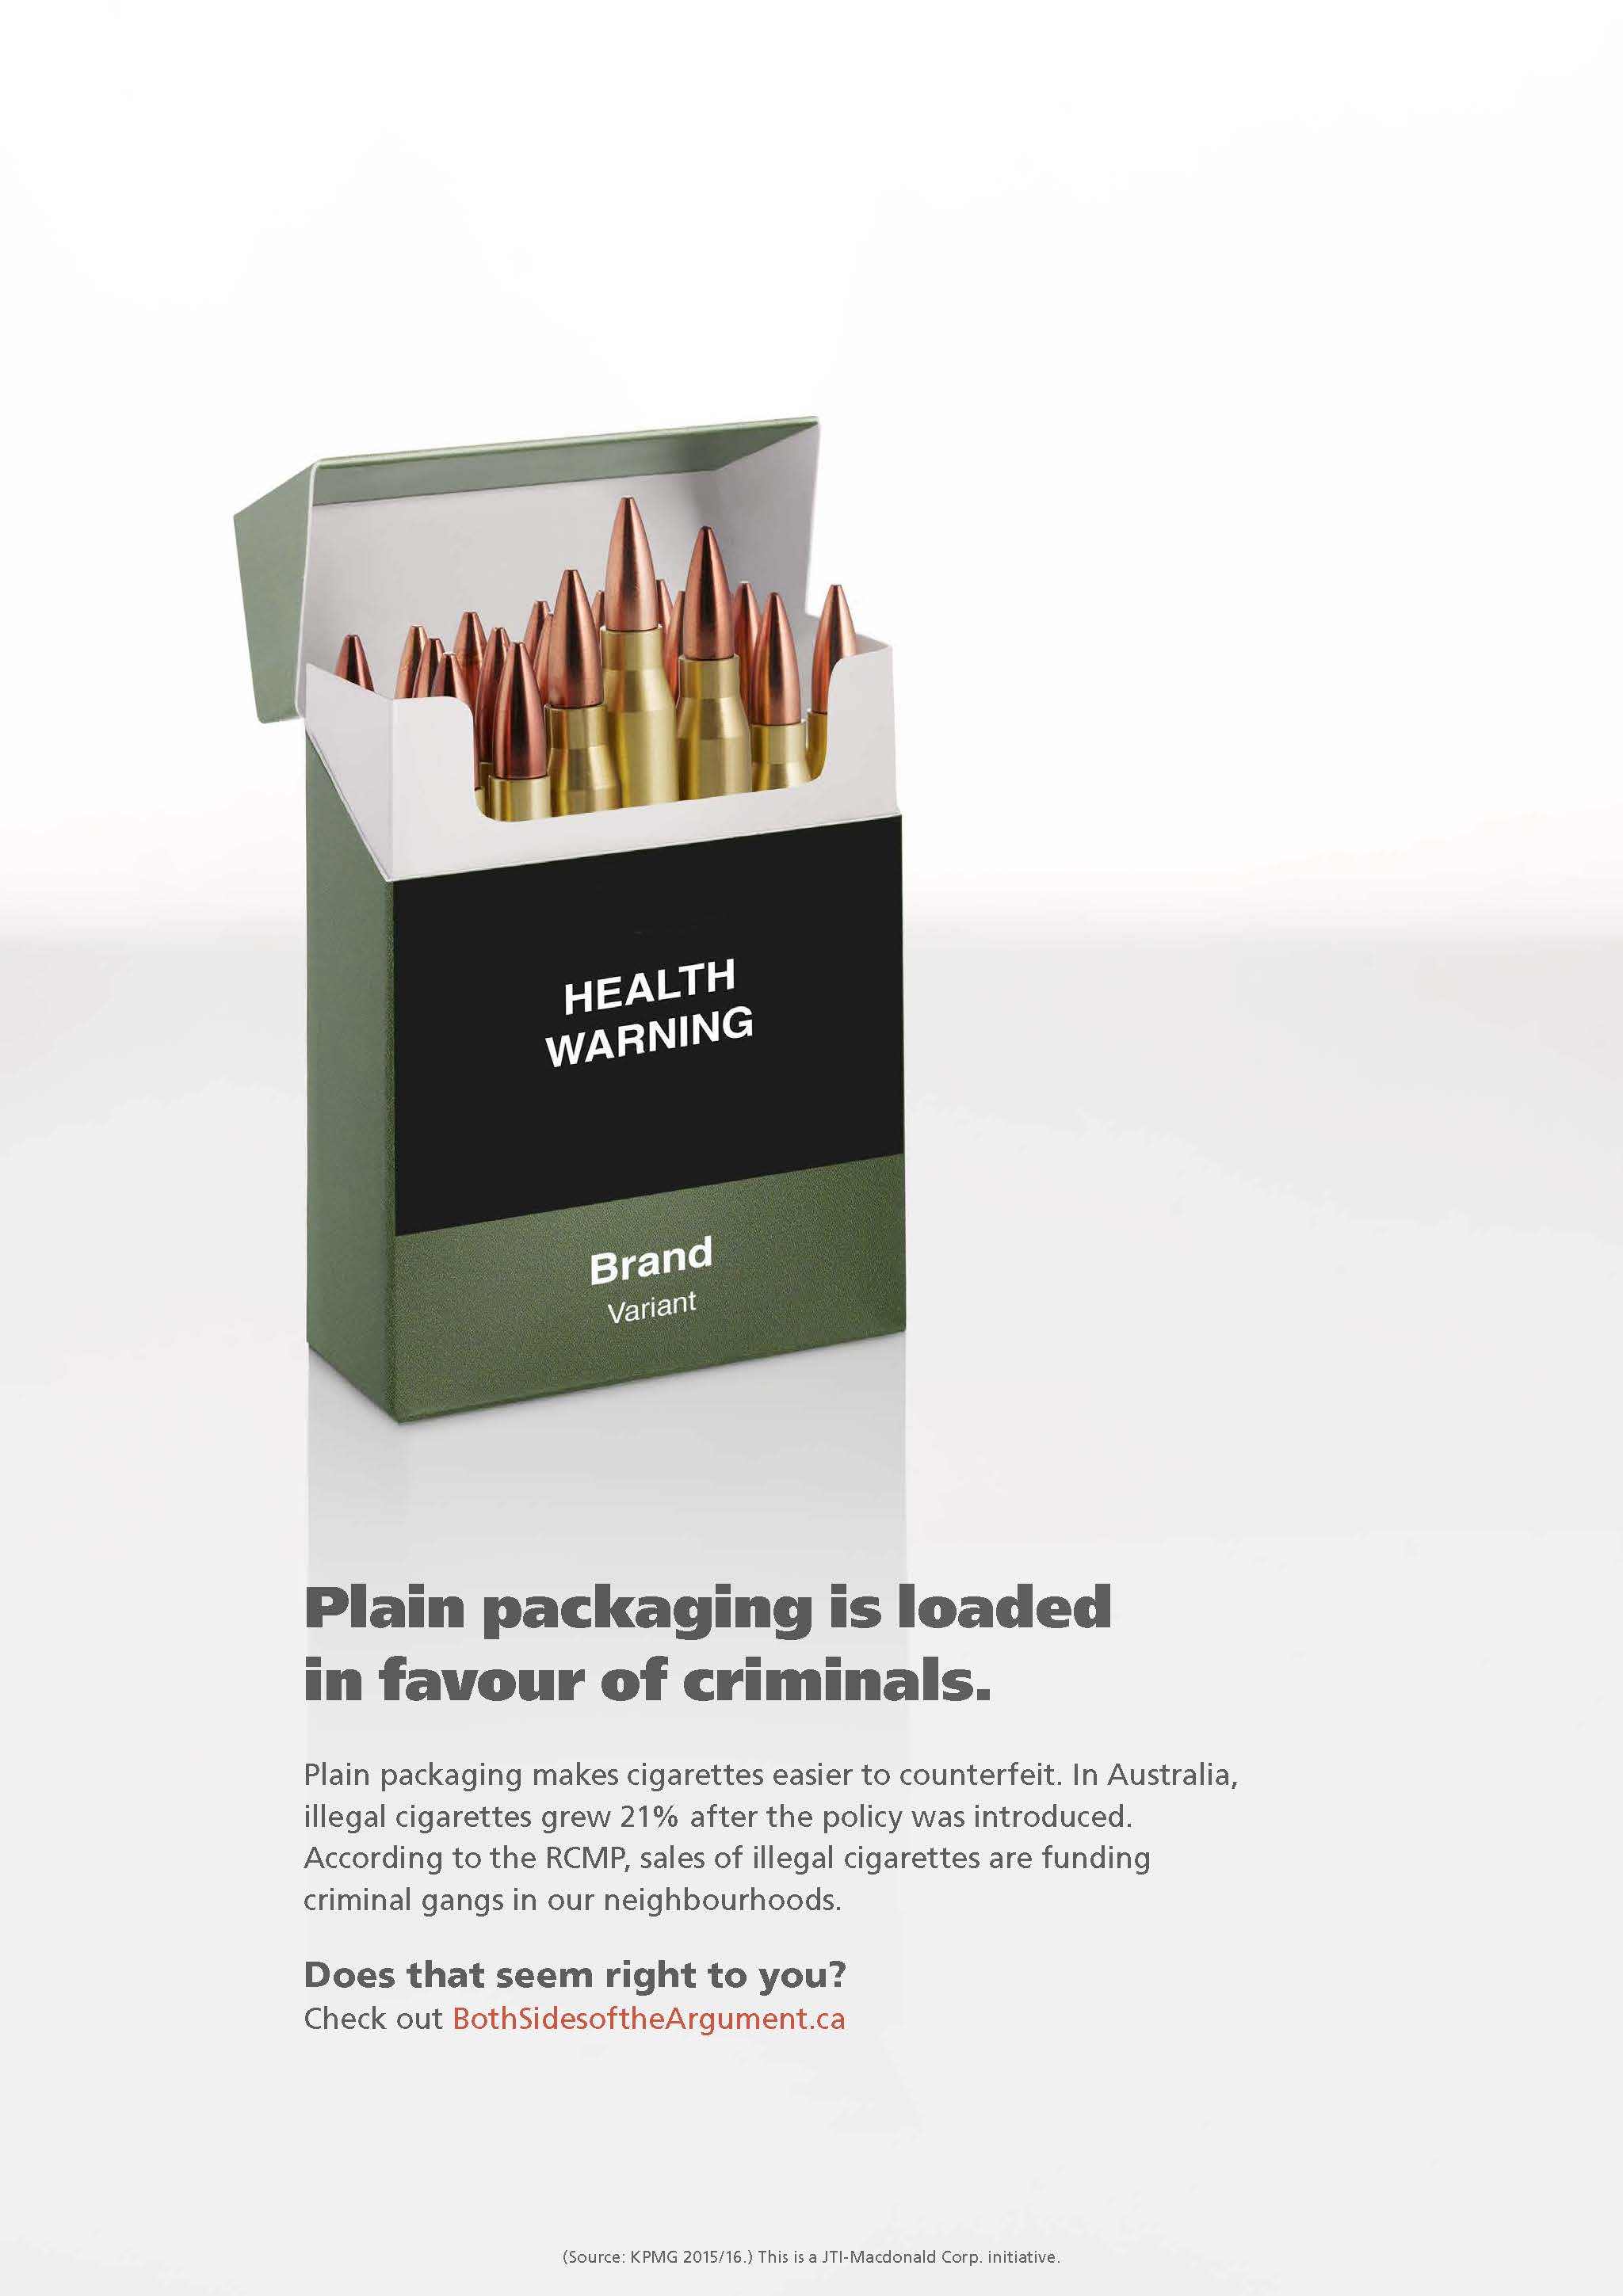 HEALTH
WARNING
Brand
Variant
Plain packaging is loaded
in favour of criminals.
Plain packaging makes cigarettes easier to counterfeit. In Australia,
illegal cigarettes grew 21% after the policy was introduced.
According to the RCMP, sales of illegal cigarettes are funding
criminal gangs in our neighbourhoods.
Does that seem right to you?
Check out BothSidesoftheArgument.ca
(Source: KPMG 2015/16.) This is a JTI-Macdonald Corp. initiative.